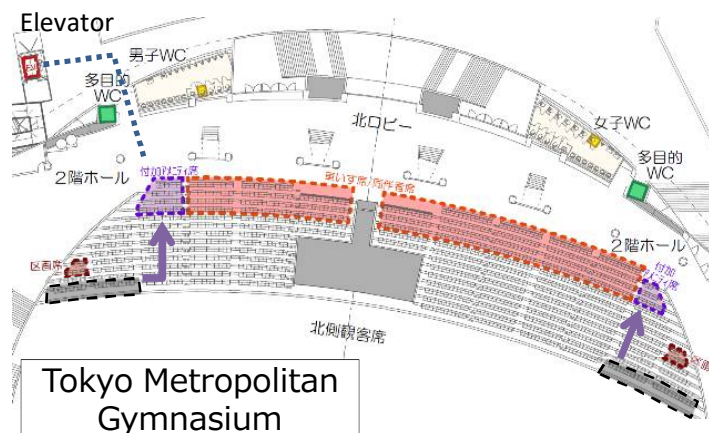 Elevator
男子WC
多目的
WC
北ロビー
女子WC
多目的
WC
2階ホール
付加アメニティ席
車いす席/同伴者席
2階ホール
付加
アメニティ席
区画席
北側観客席
Tokyo Metropolitan
Gymnasium